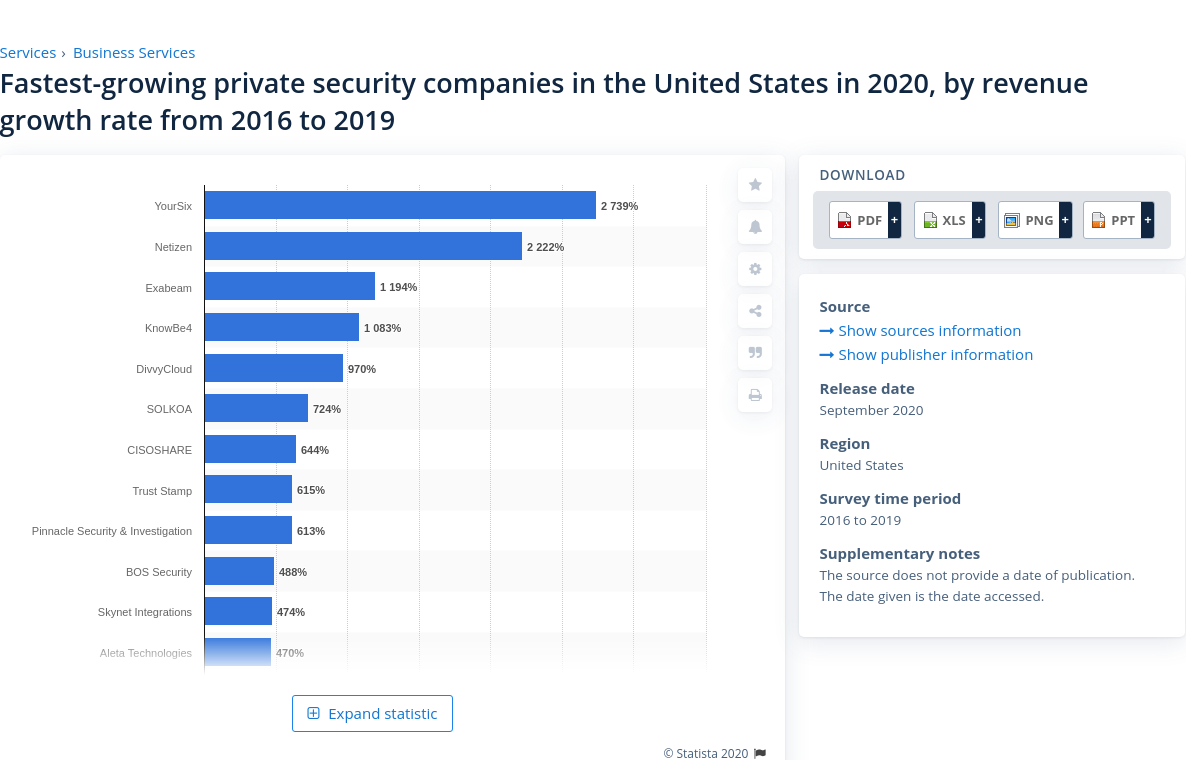 Services › Business Services
Fastest-growing private security companies in the United States in 2020, by revenue
growth rate from 2016 to 2019
YourSix 2 739%
Netizen 2 222%
Exabeam 1 194%
KnowBe4 1 083%
DivvyCloud 970%
SOLKOA 724%
CISOSHARE 644%
Trust Stamp 615%
Pinnacle Security & Investigation 613%
BOS Security 488%
Skynet Integrations 474%
Aleta Technologies 470%
Expand statistic
© Statista 2020
DOWNLOAD
PDF + XLS + PNG + PPT +
Source
Show sources information
Show publisher information
Release date
September 2020
Region
United States
Survey time period
2016 to 2019
Supplementary notes
The source does not provide a date of publication.
The date given is the date accessed.